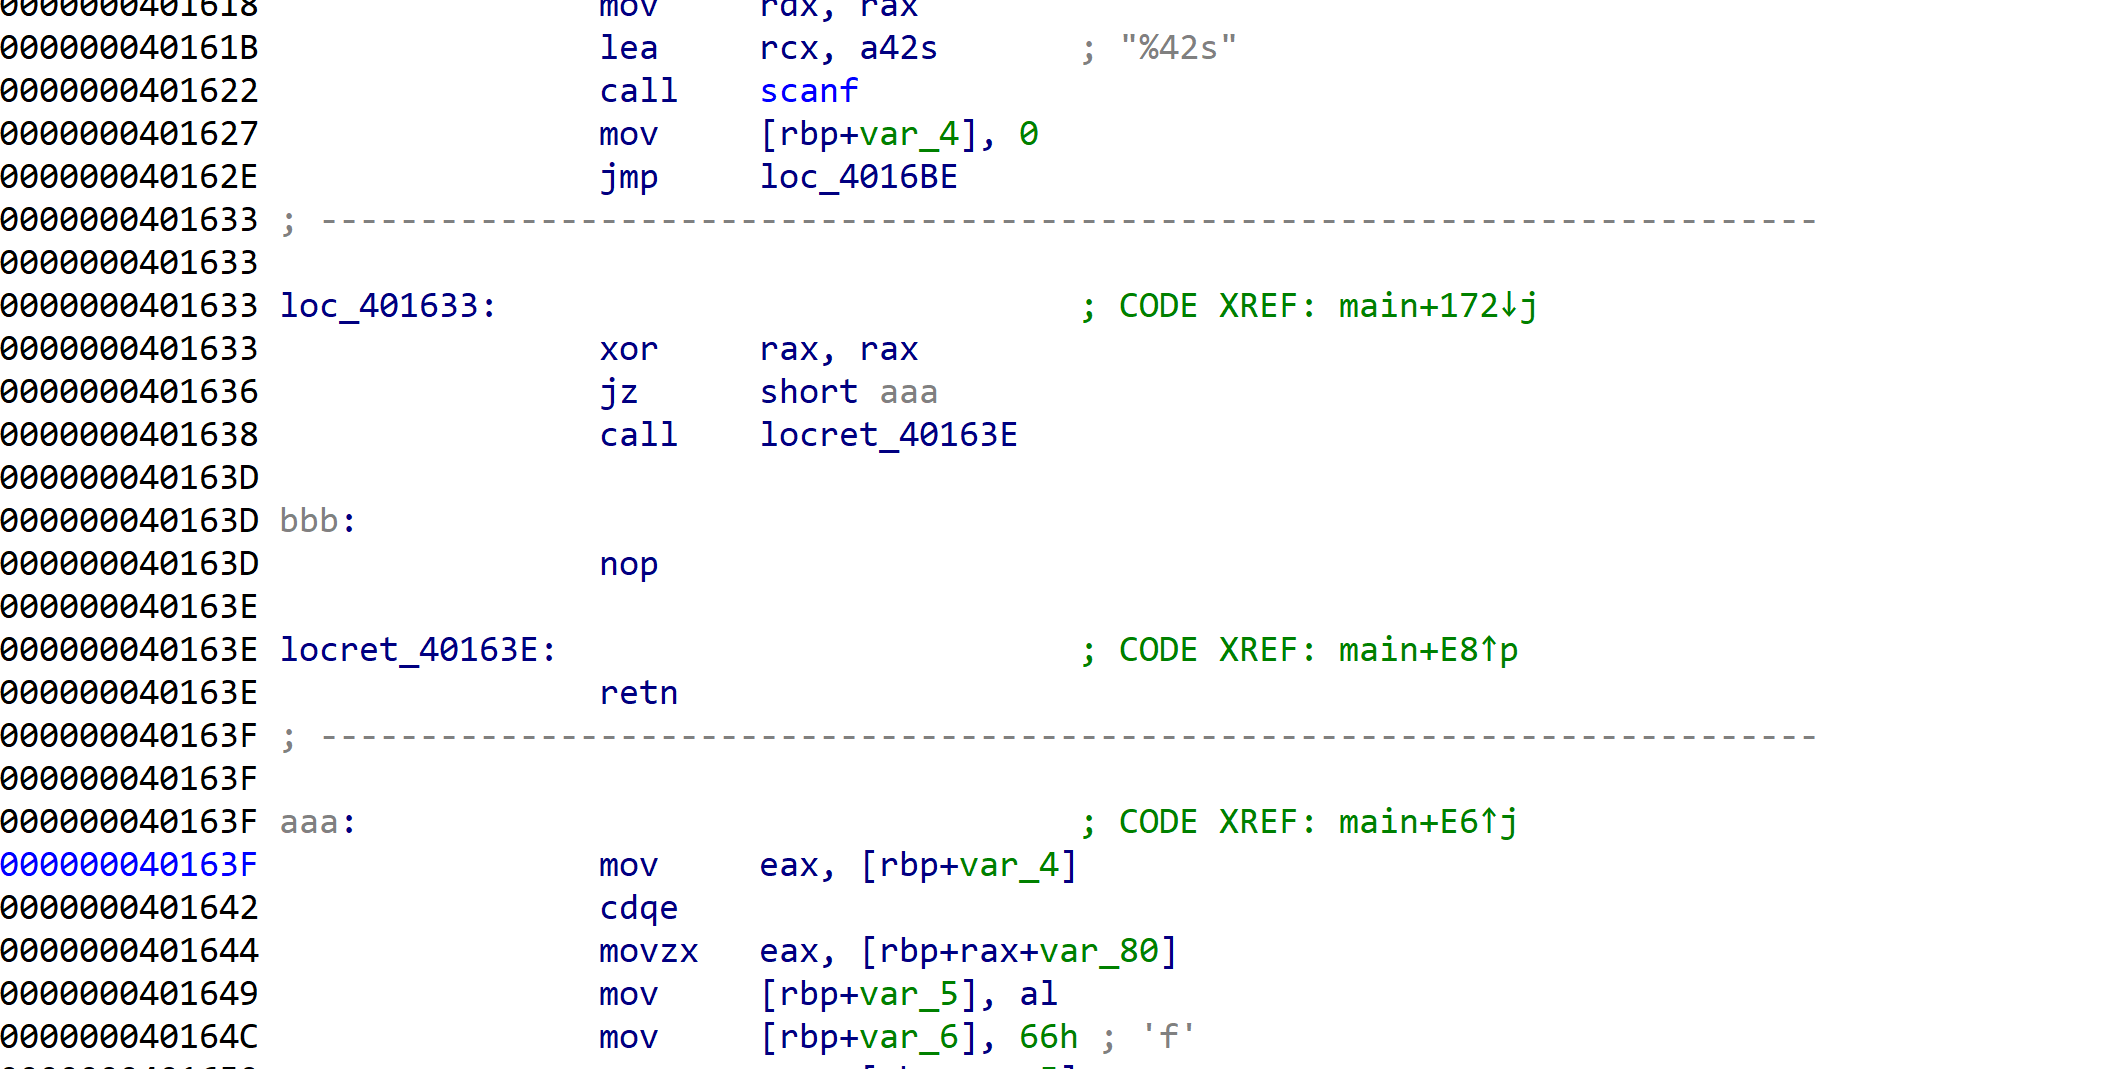 0000000401618 mov rdx, rax
000000040161B lea rcx, a42s ; "%42s"
0000000401622 call scanf
0000000401627 mov [rbp+var_4], 0
000000040162E jmp loc_4016BE
0000000401633 ; ---------------------------------------------------------------------------
0000000401633
0000000401633 loc_401633: ; CODE XREF: main+172↓j
0000000401633 xor rax, rax
0000000401636 jz short aaa
0000000401638 call locret_40163E
000000040163D
000000040163D bbb:
000000040163D nop
000000040163E
000000040163E locret_40163E: ; CODE XREF: main+E8↑p
000000040163E retn
000000040163F ; ---------------------------------------------------------------------------
000000040163F
000000040163F aaa: ; CODE XREF: main+E6↑j
000000040163F mov eax, [rbp+var_4]
0000000401642 cdqe
0000000401644 movzx eax, [rbp+rax+var_80]
0000000401649 mov [rbp+var_5], al
000000040164C mov [rbp+var_6], 66h ; 'f'